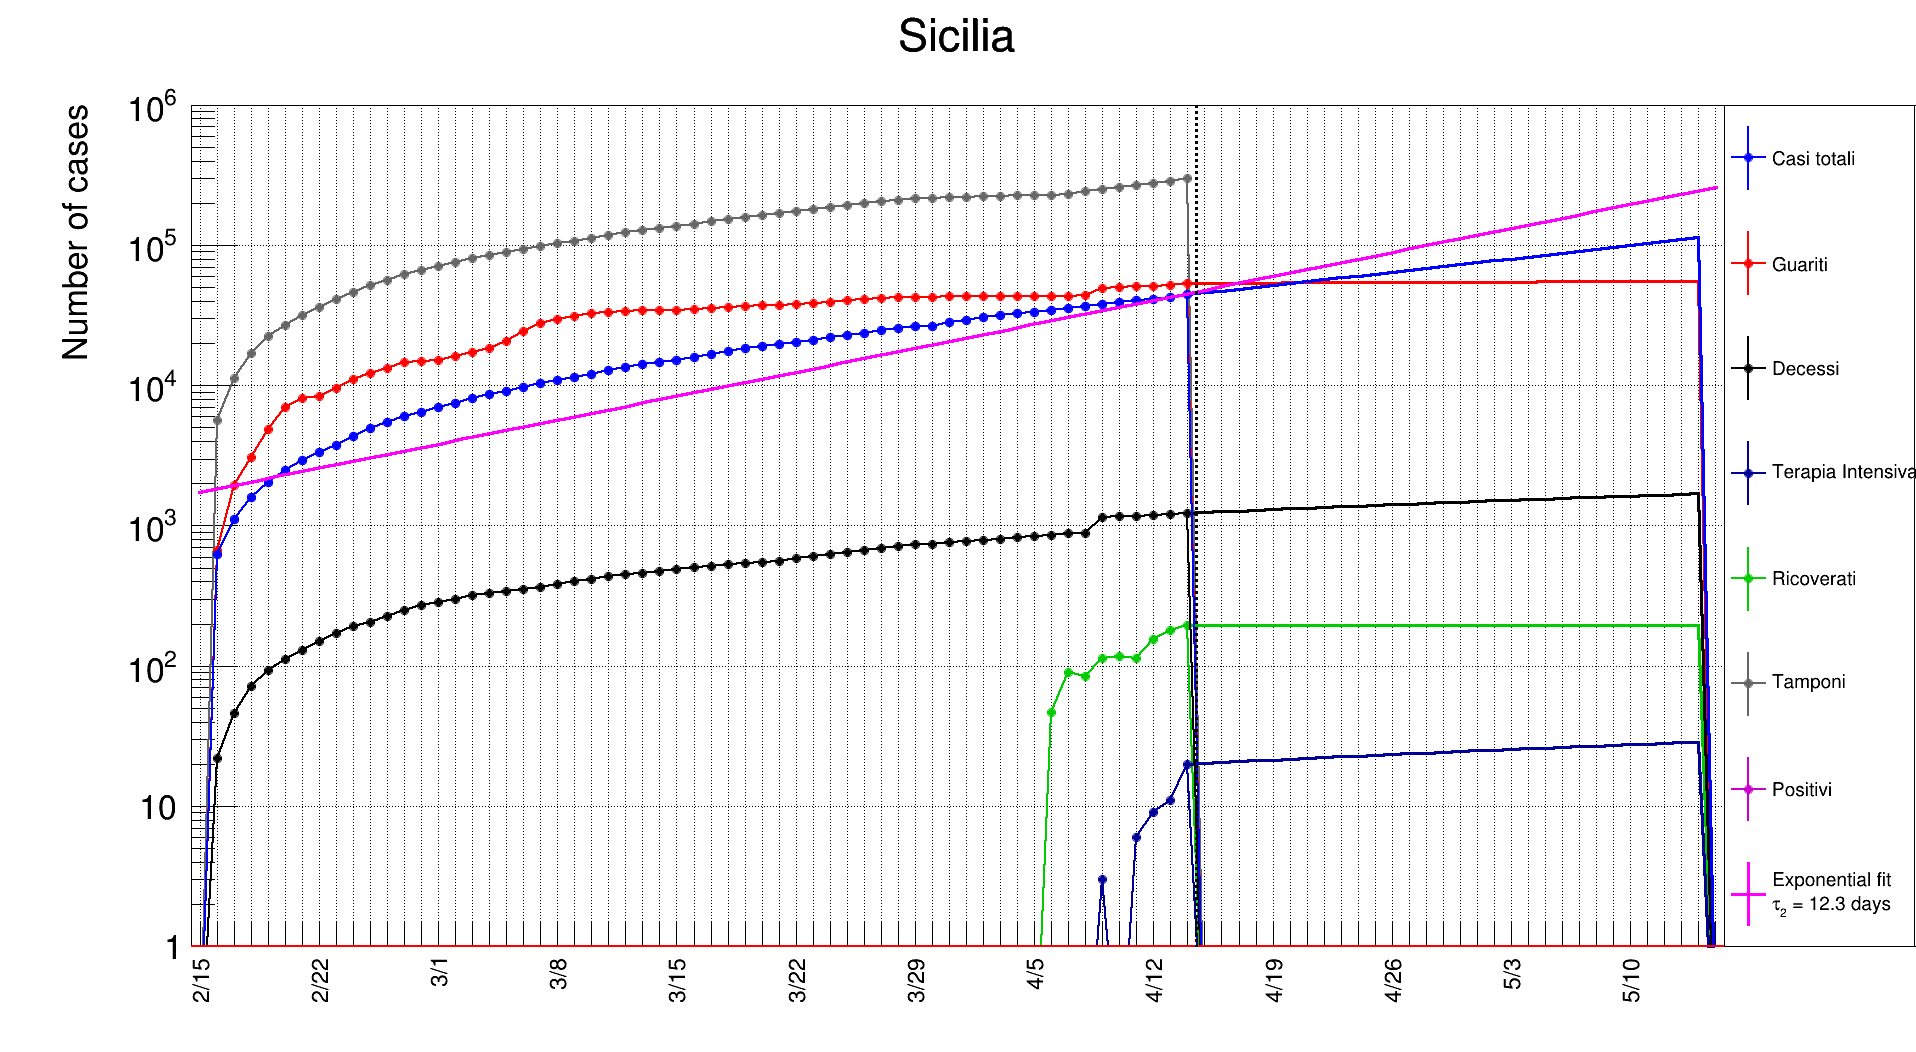 Sicilia
Number of cases
10^6
10^5
10^4
10^3
10^2
10
1
2/15
2/22
3/1
3/8
3/15
3/22
3/29
4/5
4/12
4/19
4/26
5/3
5/10
Casi totali
Guariti
Decessi
Terapia Intensiva
Ricoverati
Tamponi
Positivi
Exponential fit
τ_2 = 12.3 days